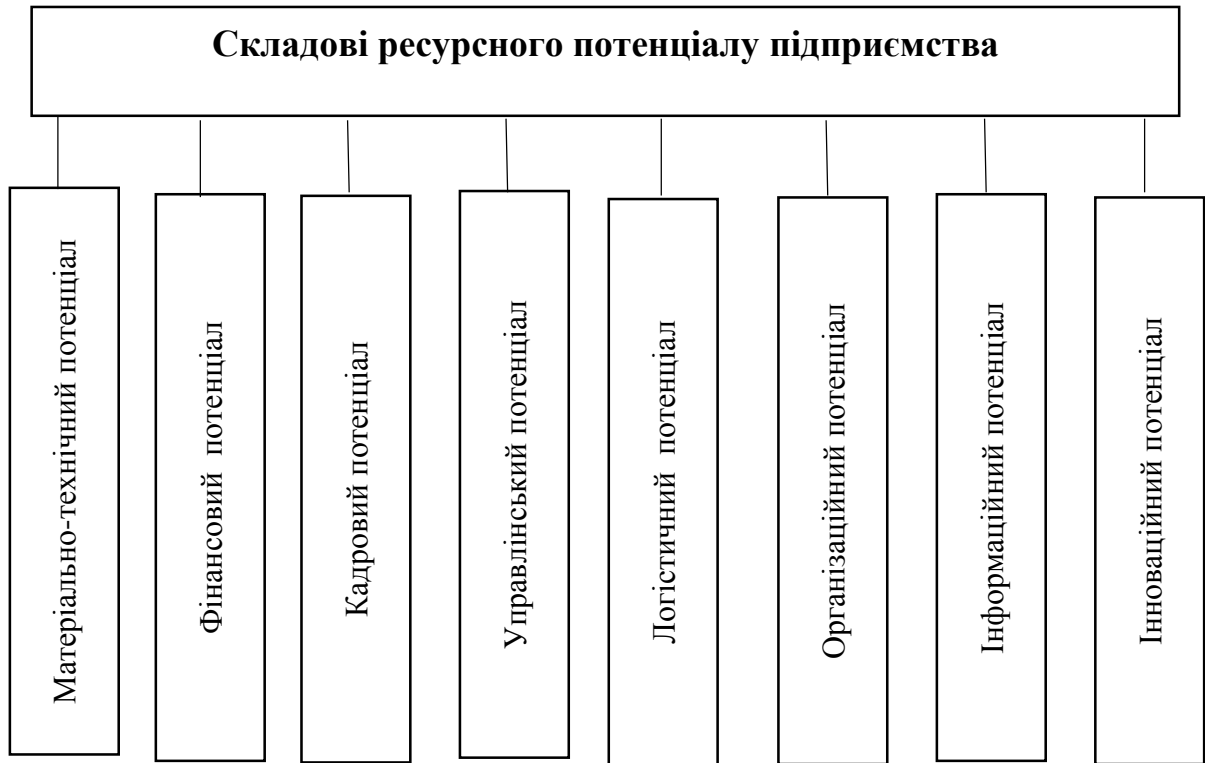 Складові ресурсного потенціалу підприємства
Матеріально-технічний потенціал
Фінансовий потенціал
Кадровий потенціал
Управлінський потенціал
Логістичний потенціал
Організаційний потенціал
Інформаційний потенціал
Інноваційний потенціал